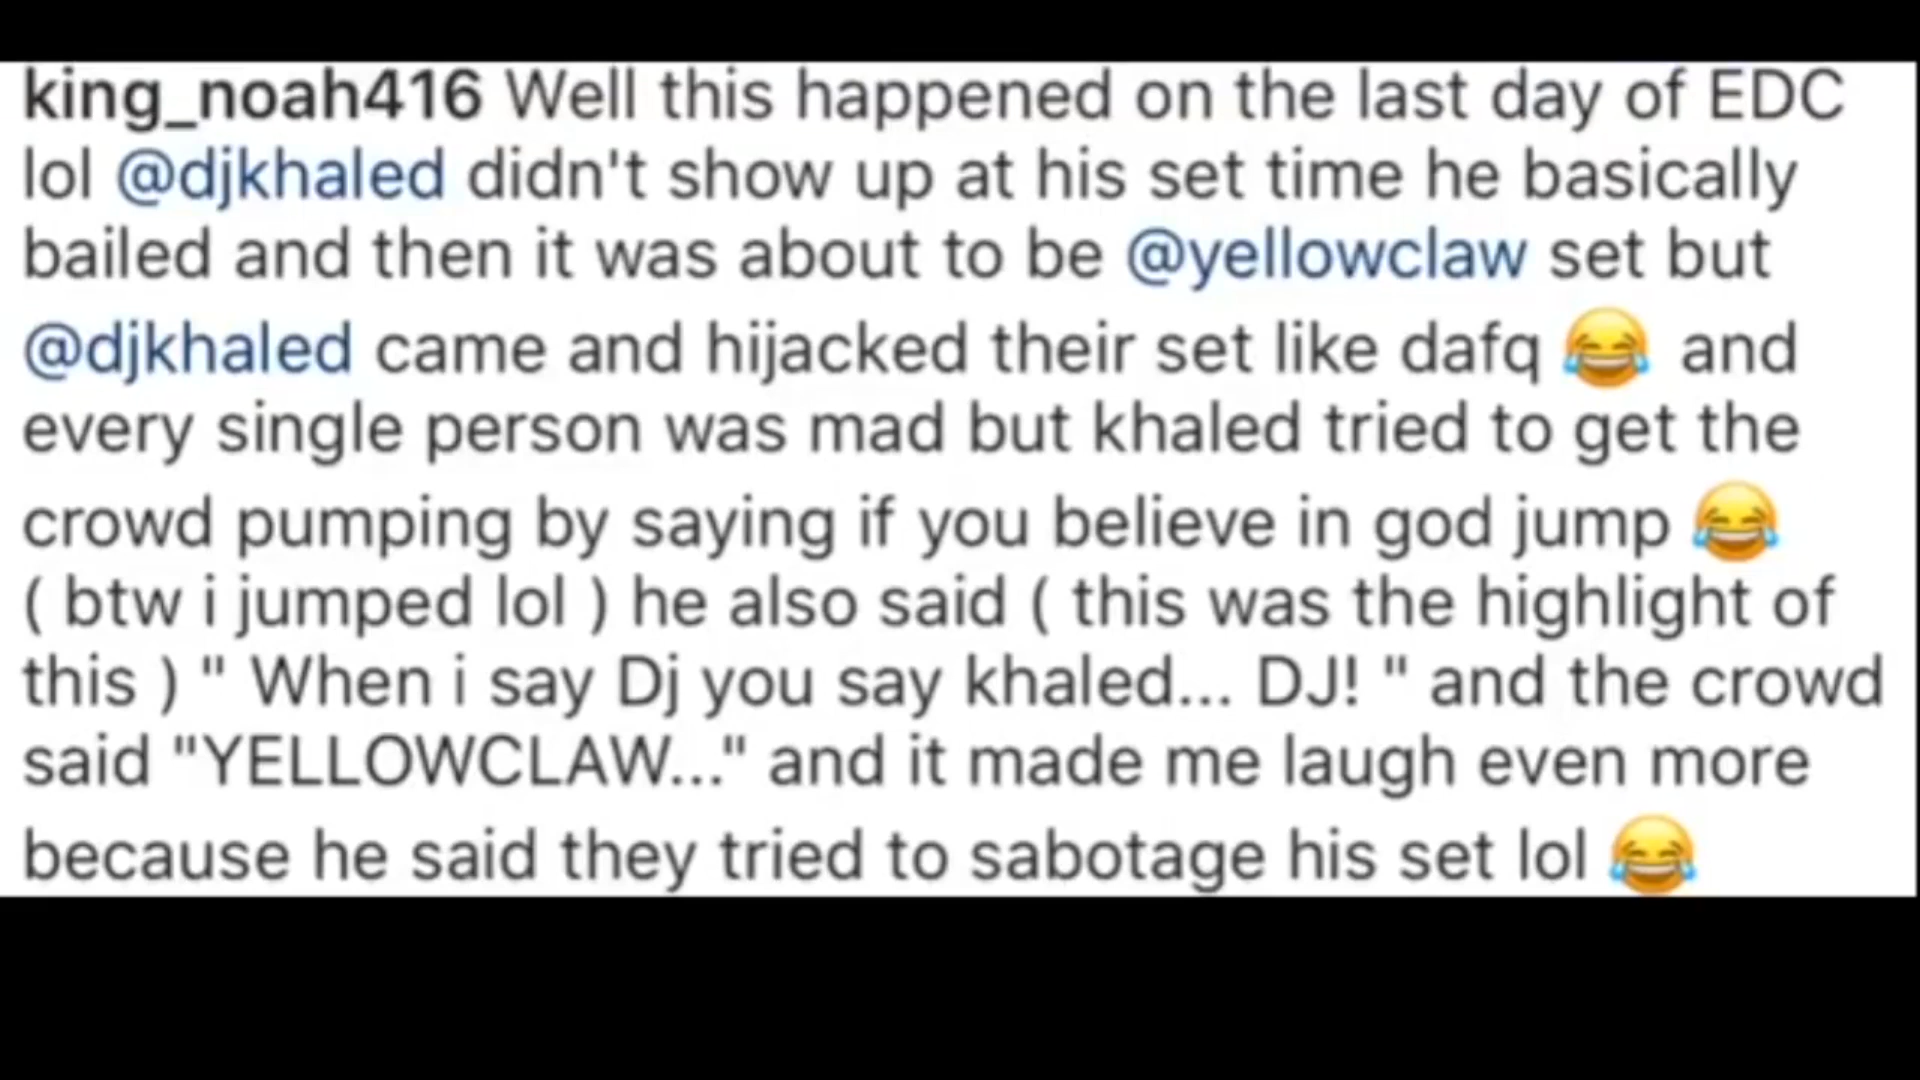 king_noah416 Well this happened on the last day of EDC
lol @djkhaled didn't show up at his set time he basically
bailed and then it was about to be @yellowclaw set but
@djkhaled came and hijacked their set like dafq 😂 and
every single person was mad but khaled tried to get the
crowd pumping by saying if you believe in god jump 😂
( btw i jumped lol ) he also said ( this was the highlight of
this ) " When i say Dj you say khaled... DJ! " and the crowd
said "YELLOWCLAW..." and it made me laugh even more
because he said they tried to sabotage his set lol 😂